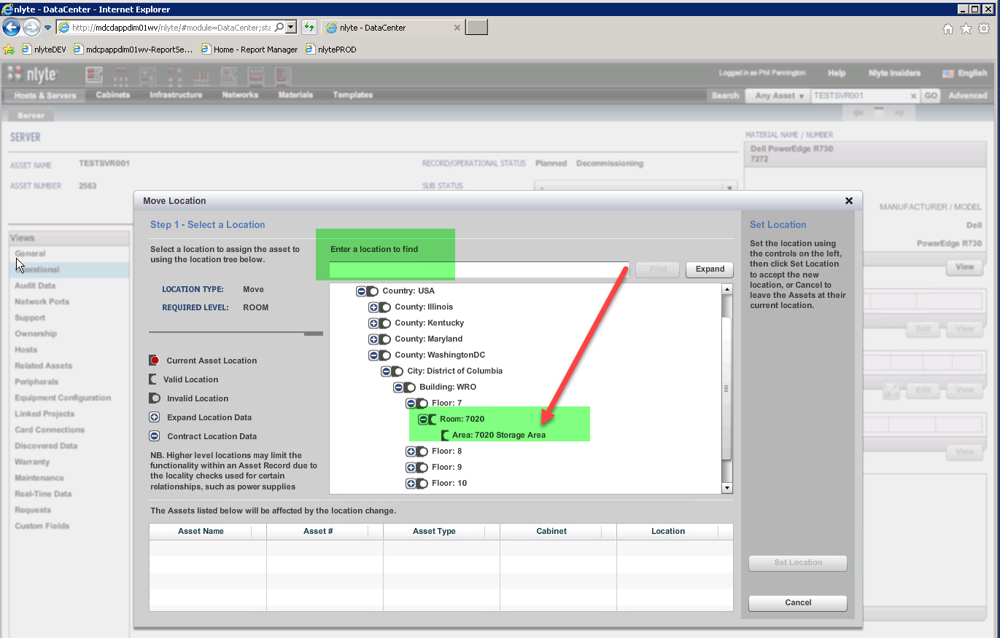 nlyte - DataCenter - Internet Explorer
http://mdcdappdim01wv/nlyte/#module=DataCenter;sta
nlyte - DataCenter
nlyteDEV
mdcpappdim01wv-ReportSe...
Home - Report Manager
nlytePROD
nlyte
Logged in as Phil Pennington
Help
Nlyte Insiders
English
Hosts & Servers
Cabinets
Infrastructure
Networks
Materials
Templates
Search
Any Asset
TESTSVR001
GO
Advanced
Server
SERVER
MATERIAL NAME / NUMBER
Dell PowerEdge R730
7272
ASSET NAME
TESTSVR001
RECORD/OPERATIONAL STATUS
Planned
Decommissioning
ASSET NUMBER
2563
SUB STATUS
-
MANUFACTURER / MODEL
Dell
PowerEdge R730
View
Edit
View
Edit
View
View
Views
General
Operational
Audit Data
Network Ports
Support
Ownership
Hosts
Related Assets
Peripherals
Equipment Configuration
Linked Projects
Card Connections
Discovered Data
Warranty
Maintenance
Real-Time Data
Requests
Custom Fields
Move Location
Step 1 - Select a Location
Select a location to assign the asset to
using the location tree below.
LOCATION TYPE: Move
REQUIRED LEVEL: ROOM
Current Asset Location
Valid Location
Invalid Location
Expand Location Data
Contract Location Data
NB. Higher level locations may limit the
functionality within an Asset Record due to
the locality checks used for certain
relationships, such as power supplies
Enter a location to find
Find
Expand
Country: USA
County: Illinois
County: Kentucky
County: Maryland
County: WashingtonDC
City: District of Columbia
Building: WRO
Floor: 7
Room: 7020
Area: 7020 Storage Area
Floor: 8
Floor: 9
Floor: 10
The Assets listed below will be affected by the location change.
Asset Name
Asset #
Asset Type
Cabinet
Location
Set Location
Set the location using
the controls on the left,
then click Set Location
to accept the new
location, or Cancel to
leave the Assets at their
current location.
Set Location
Cancel